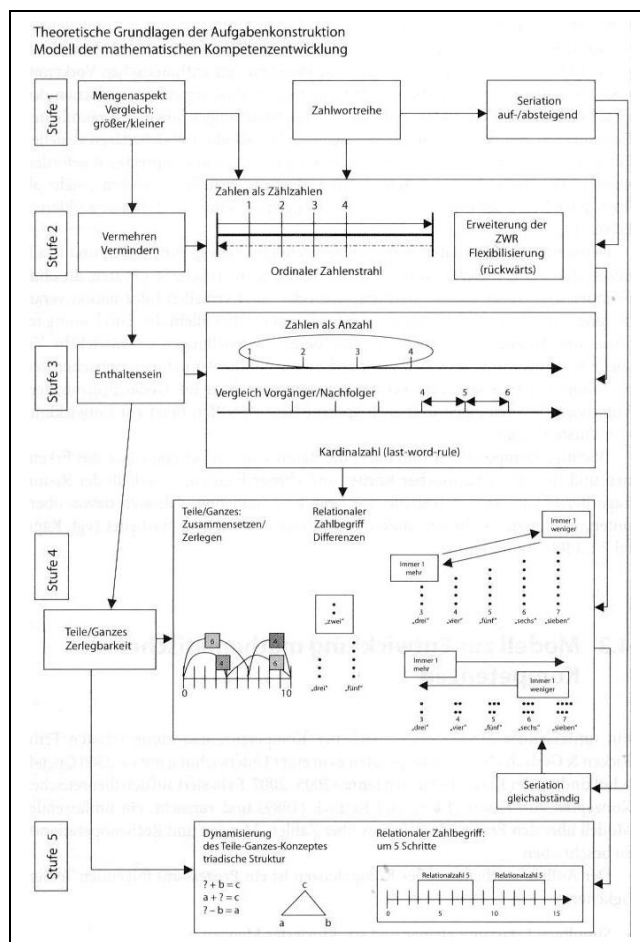 Theoretische Grundlagen der Aufgabenkonstruktion
Modell der mathematischen Kompetenzentwicklung
Stufe 1
Mengenaspekt
Vergleich:
größer/kleiner
Zahlwortreihe
Seriation
auf-/absteigend
Stufe 2
Vermehren
Vermindern
Zahlen als Zählzahlen
1 2 3 4
Ordinaler Zahlenstrahl
Erweiterung der
ZWR
Flexibilisierung
(rückwärts)
Stufe 3
Enthaltensein
Zahlen als Anzahl
1 2 3 4
Vergleich Vorgänger/Nachfolger
4 5 6
Kardinalzahl (last-word-rule)
Stufe 4
Teile/Ganzes
Zerlegbarkeit
Teile/Ganzes:
Zusammensetzen/
Zerlegen
6 4
4 6
0 10
Relationaler
Zahlbegriff
Differenzen
„zwei“
„drei“ „fünf“
Immer 1
weniger
Immer 1
mehr
3 4 5 6 7
„drei“ „vier“ „fünf“ „sechs“ „sieben“
Immer 1
mehr
Immer 1
weniger
3 4 5 6 7
„drei“ „vier“ „fünf“ „sechs“ „sieben“
Seriation
gleichabständig
Stufe 5
Anwendung
des Teile-Ganzes-Konzeptes
triadische Struktur
? + b = c
a + ? = c
? – b = a
c
a b
Relationaler Zahlbegriff:
um 5 Schritte
Relationalzahl 5 Relationalzahl 5
0 5 10 15